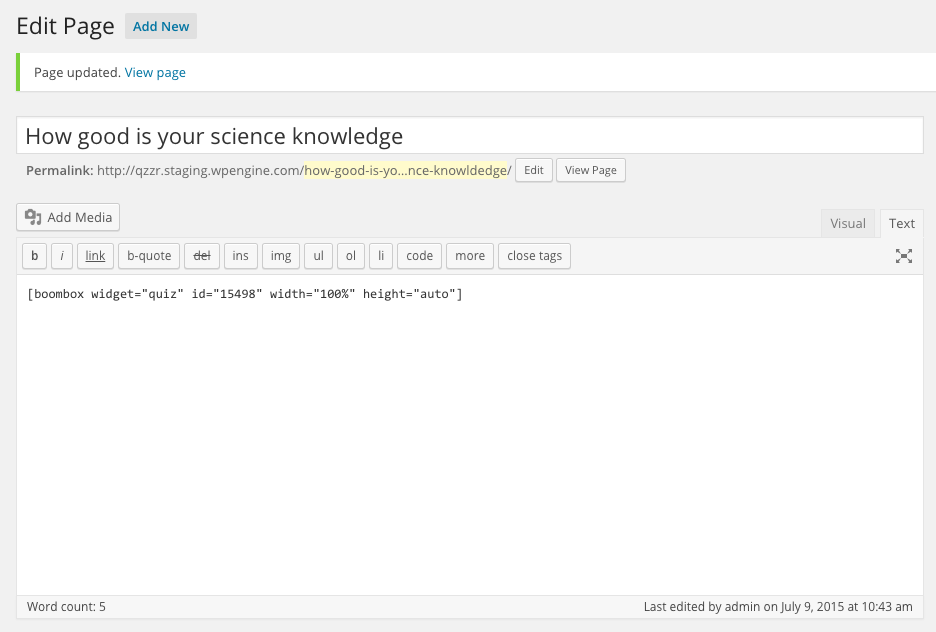 Edit Page Add New
Page updated. View page
How good is your science knowledge
Permalink: http://qzzr.staging.wpengine.com/how-good-is-yo...nce-knowldedge/ Edit View Page
Add Media
Visual Text
b i link b-quote del ins img ul ol li code more close tags
[boombox widget="quiz" id="15498" width="100%" height="auto"]
Word count: 5 Last edited by admin on July 9, 2015 at 10:43 am